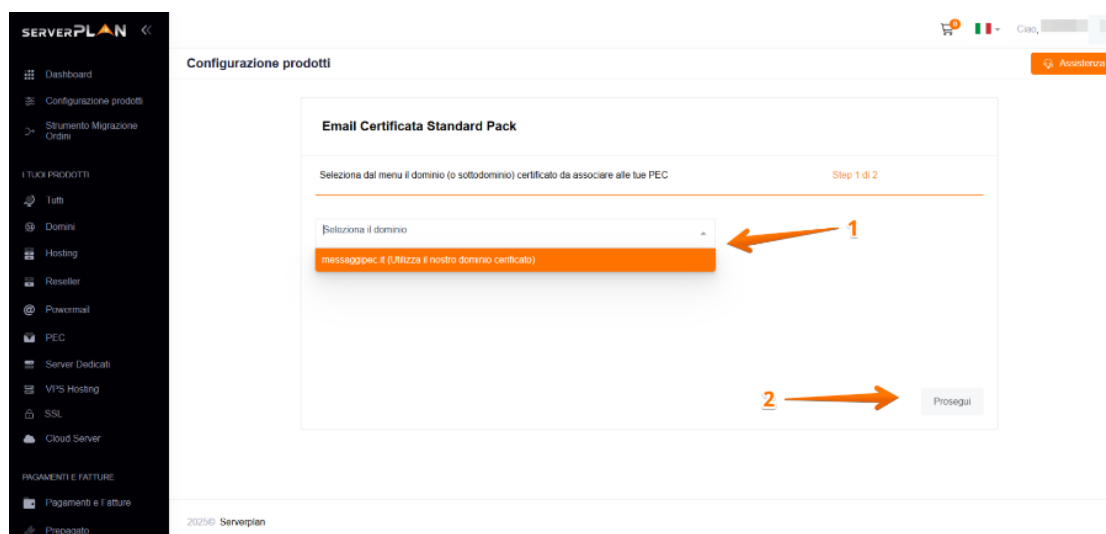 SERVERPLAN
0
Ciao,
Configurazione prodotti
Assistenza
Dashboard
Configurazione prodotti
Strumento Migrazione
Ordini
I TUOI PRODOTTI
Tutti
Domini
Hosting
Reseller
Powermail
PEC
Server Dedicati
VPS Hosting
SSL
Cloud Server
PAGAMENTI E FATTURE
Pagamenti e Fatture
Prepagato
Email Certificata Standard Pack
Seleziona dal menu il dominio (o sottodominio) certificato da associare alle tue PEC
Step 1 di 2
Seleziona il dominio
1
messaggipec.it (Utilizza il nostro dominio cerificato)
2
Prosegui
2025© Serverplan